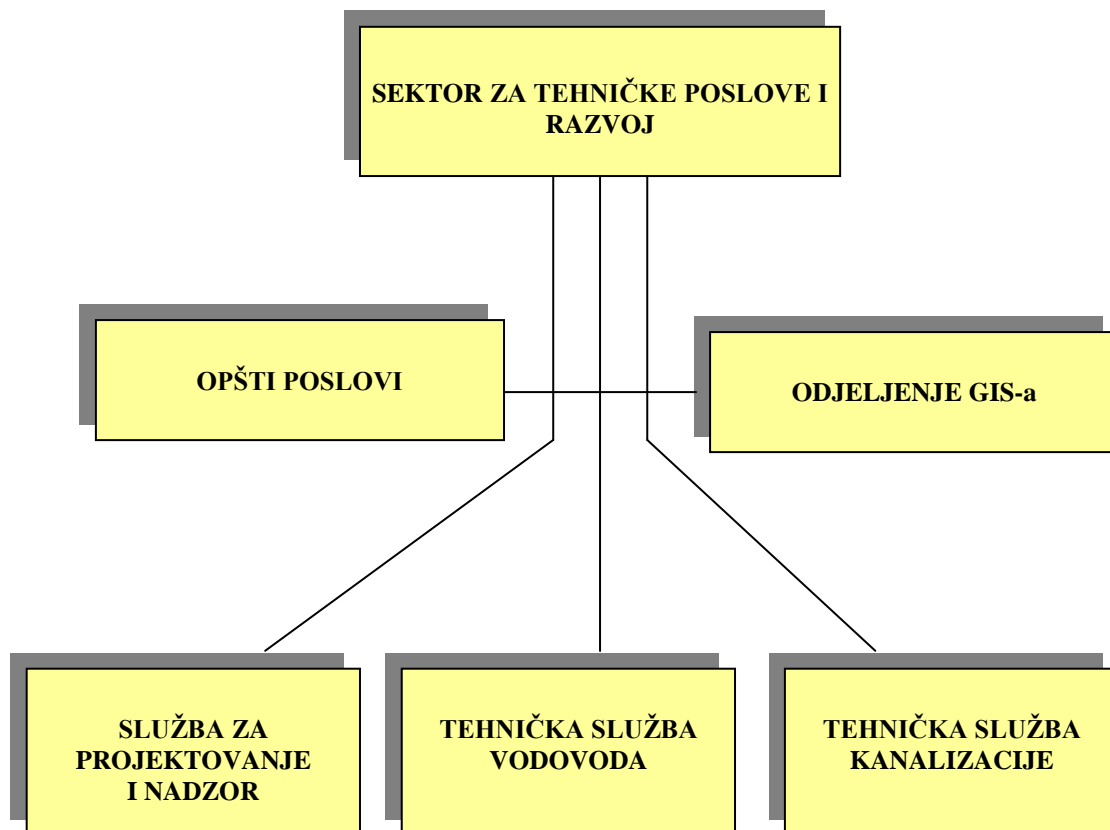 SEKTOR ZA TEHNIČKE POSLOVE I
RAZVOJ
OPŠTI POSLOVI
ODJELJENJE GIS-a
SLUŽBA ZA
PROJEKTOVANJE
I NADZOR
TEHNIČKA SLUŽBA
VODOVODA
TEHNIČKA SLUŽBA
KANALIZACIJE